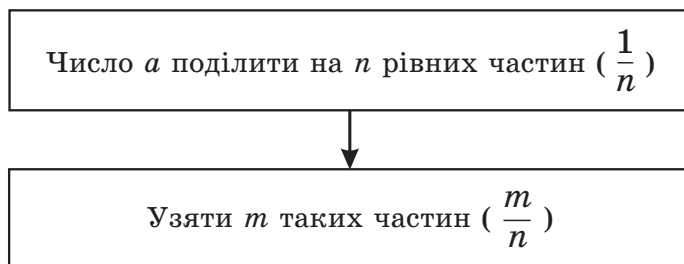 Число a поділити на n рівних частин ( 1/n )
Узяти m таких частин ( m/n )